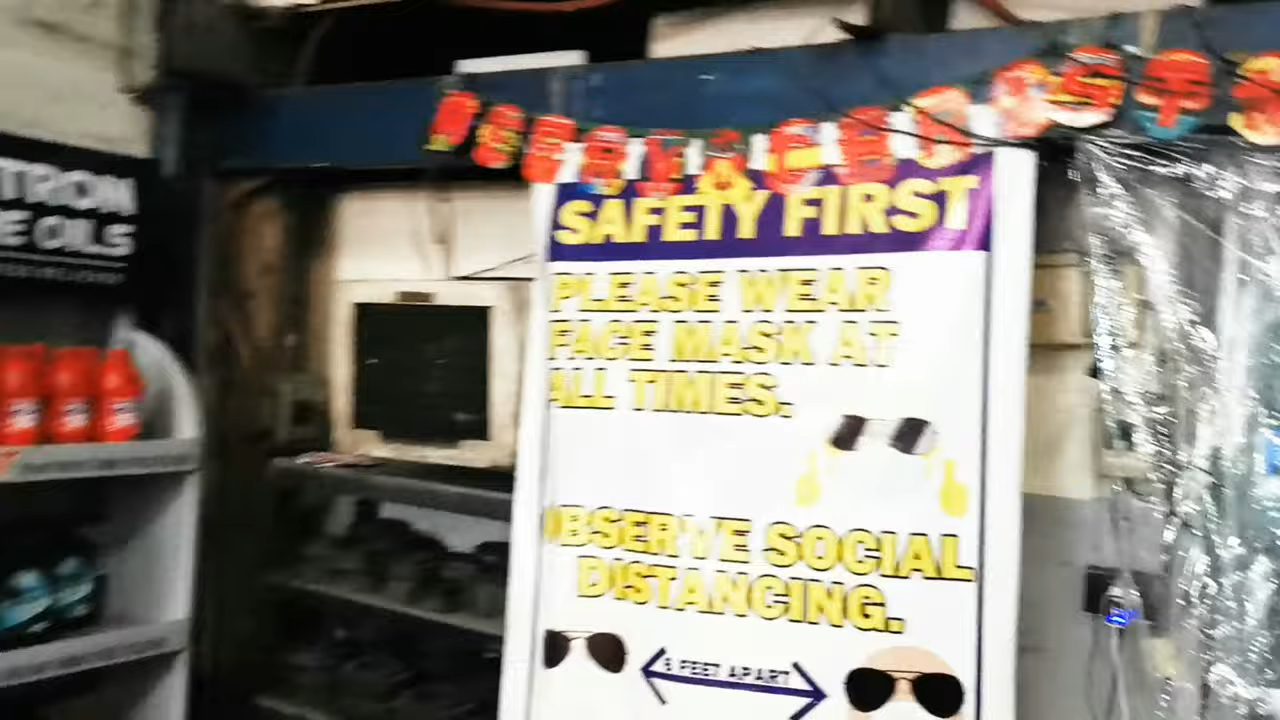 TRON
E OILS
SAFETY FIRST
PLEASE WEAR
FACE MASK AT
ALL TIMES.
OBSERVE SOCIAL
DISTANCING.
6 FEET APART